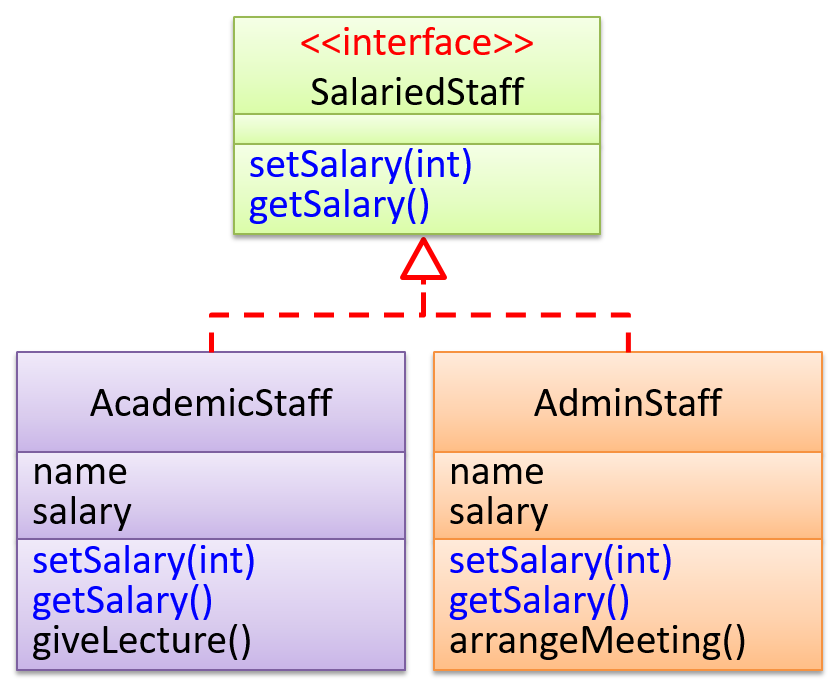 <<interface>>
SalariedStaff
setSalary(int)
getSalary()
AcademicStaff
name
salary
setSalary(int)
getSalary()
giveLecture()
AdminStaff
name
salary
setSalary(int)
getSalary()
arrangeMeeting()